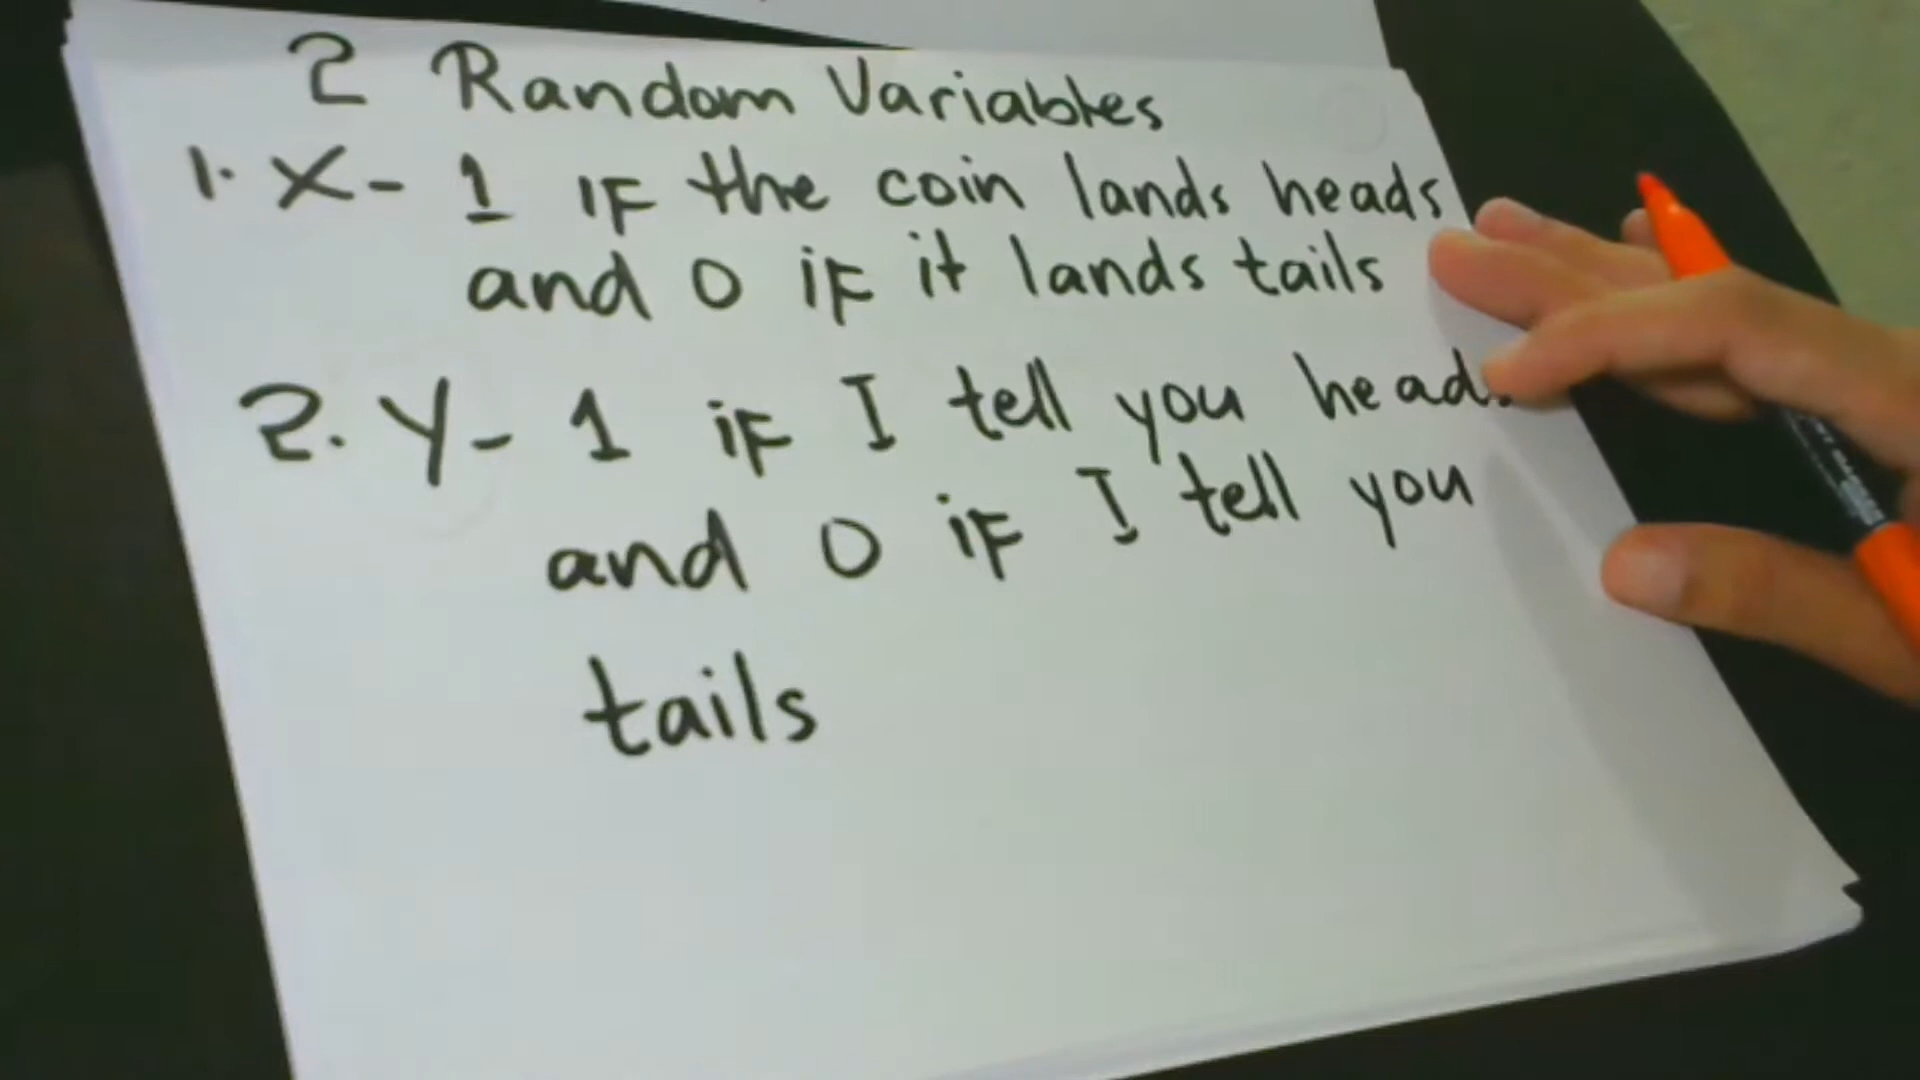 2 Random Variables
1. X - 1 if the coin lands heads
and 0 if it lands tails
2. Y - 1 if I tell you heads
and 0 if I tell you
tails